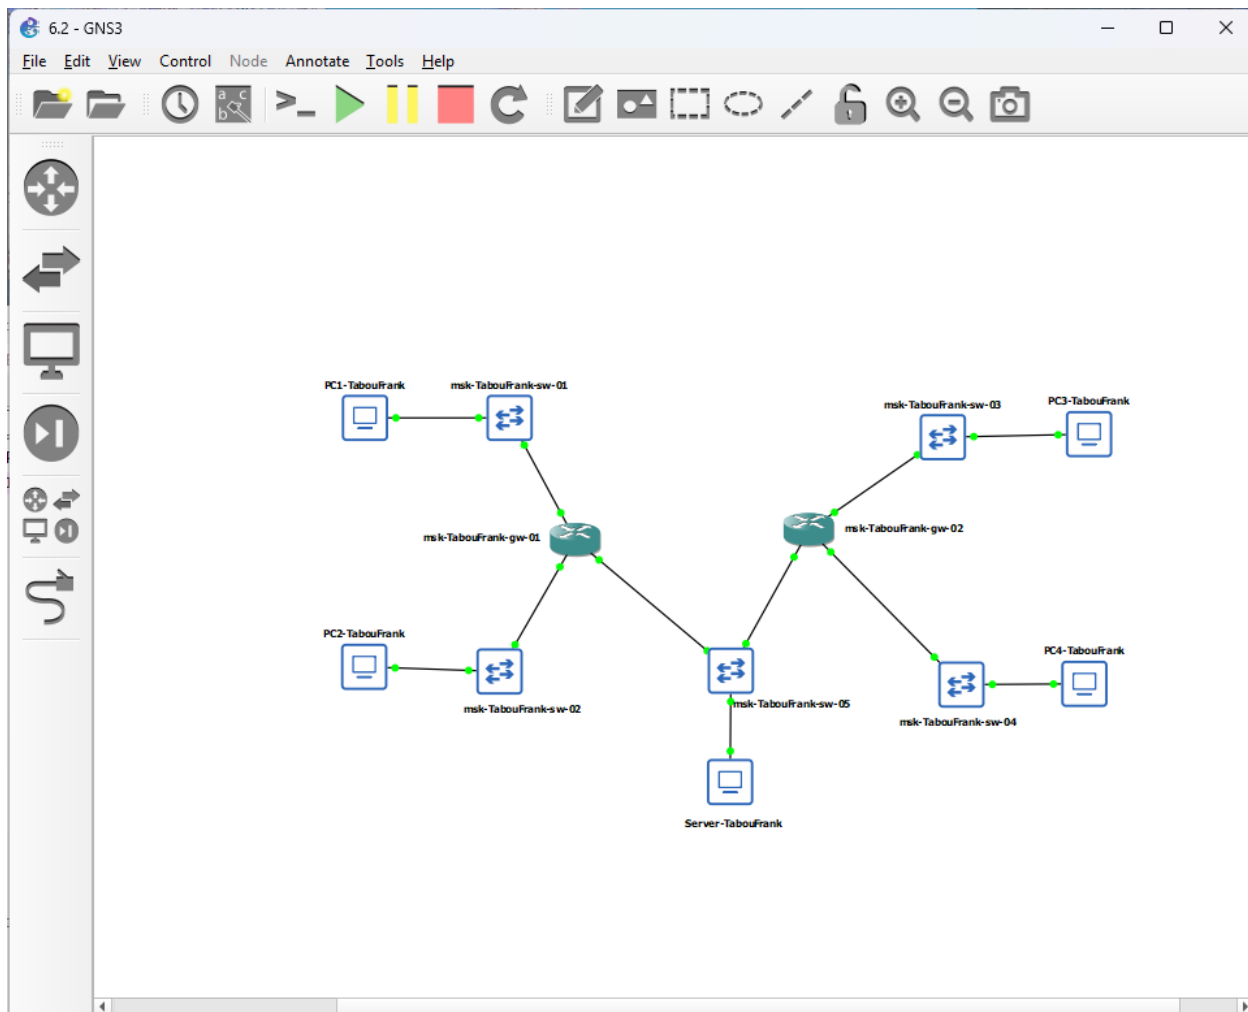 6.2 - GNS3
File Edit View Control Node Annotate Tools Help
PC1-TabouFrank
msk-TabouFrank-sw-01
msk-TabouFrank-sw-03
PC3-TabouFrank
msk-TabouFrank-gw-01
msk-TabouFrank-gw-02
PC2-TabouFrank
msk-TabouFrank-sw-02
msk-TabouFrank-sw-05
PC4-TabouFrank
msk-TabouFrank-sw-04
Server-TabouFrank